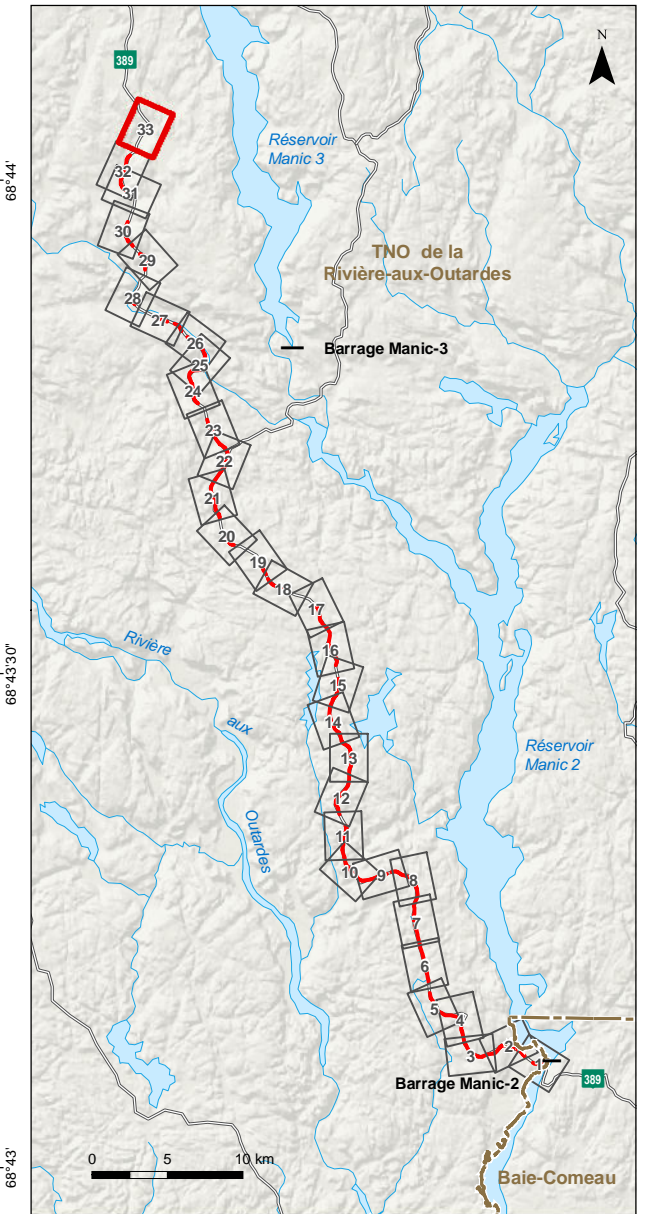 N
389
33
68°44'
Réservoir
Manic 3
32
31
30
TNO de la
Rivière-aux-Outardes
29
28
27
26
Barrage Manic-3
25
24
23
22
21
20
19
18
17
Rivière
16
68°43'30"
15
14
aux
13
Réservoir
Manic 2
12
Outardes
11
10
9
8
7
6
5
4
3
2
1
389
Barrage Manic-2
0 5 10 km
68°43'
Baie-Comeau